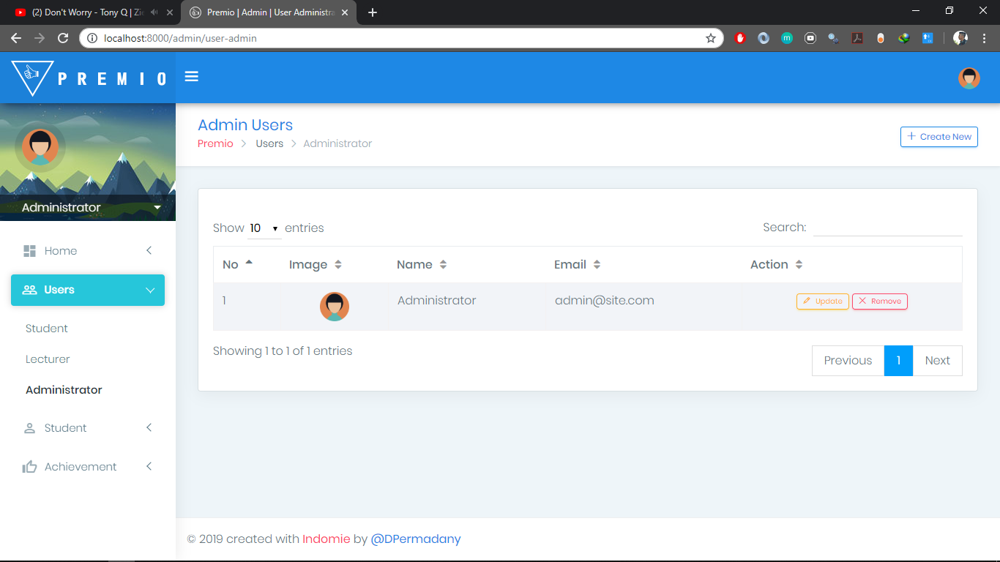 (2) Don't Worry - Tony Q | Zie
Premio | Admin | User Administra
localhost:8000/admin/user-admin
PREMIO
Administrator
Home
Users
Student
Lecturer
Administrator
Student
Achievement
Admin Users
Premio > Users > Administrator
+ Create New
Show 10 entries
Search:
No Image Name Email Action
1 Administrator admin@site.com Update Remove
Showing 1 to 1 of 1 entries
Previous 1 Next
© 2019 created with Indomie by @DPermadany